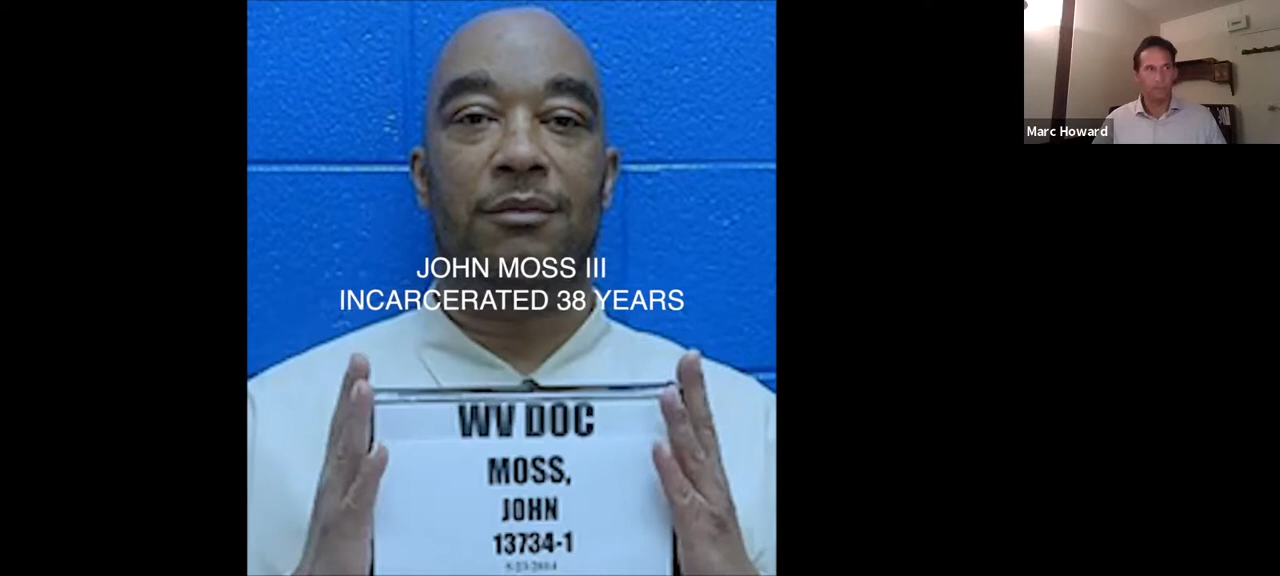 JOHN MOSS III
INCARCERATED 38 YEARS
WV DOC
MOSS,
JOHN
13734-1
Marc Howard